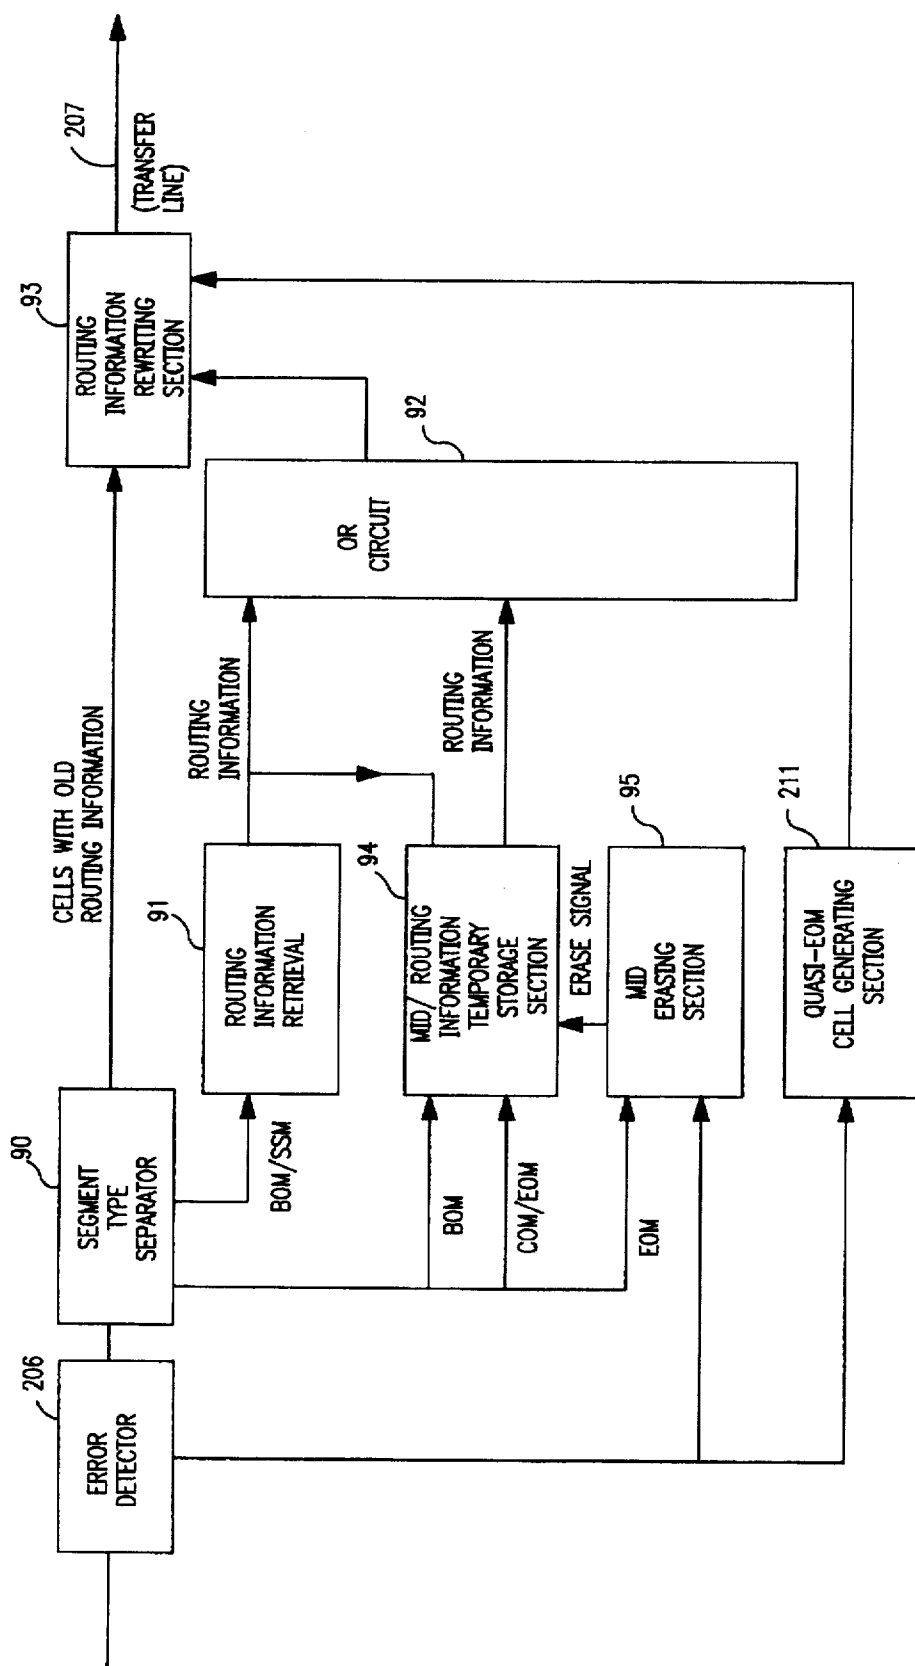 206
ERROR
DETECTOR
90
SEGMENT
TYPE
SEPARATOR
CELLS WITH OLD
ROUTING INFORMATION
93
ROUTING
INFORMATION
REWRITING
SECTION
207
(TRANSFER
LINE)
BOM/SSM
91
ROUTING
INFORMATION
RETRIEVAL
ROUTING
INFORMATION
OR
CIRCUIT
92
BOM
COM/EOM
94
MID/ ROUTING
INFORMATION
TEMPORARY
STORAGE
SECTION
ROUTING
INFORMATION
ERASE SIGNAL
EOM
95
MID
ERASING
SECTION
211
QUASI-EOM
CELL GENERATING
SECTION